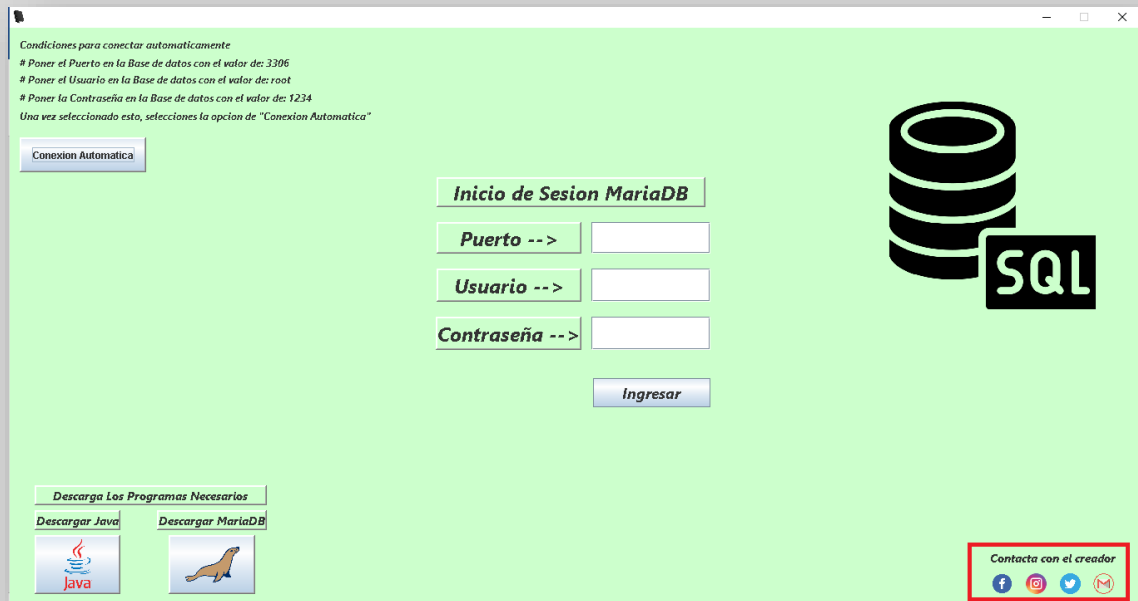 Condiciones para conectar automaticamente
# Poner el Puerto en la Base de datos con el valor de: 3306
# Poner el Usuario en la Base de datos con el valor de: root
# Poner la Contraseña en la Base de datos con el valor de: 1234
Una vez seleccionado esto, selecciones la opcion de "Conexion Automatica"
Conexion Automatica
Inicio de Sesion MariaDB
Puerto -->
Usuario -->
Contraseña -->
Ingresar
SQL
Descarga Los Programas Necesarios
Descargar Java
Descargar MariaDB
Java
Contacta con el creador